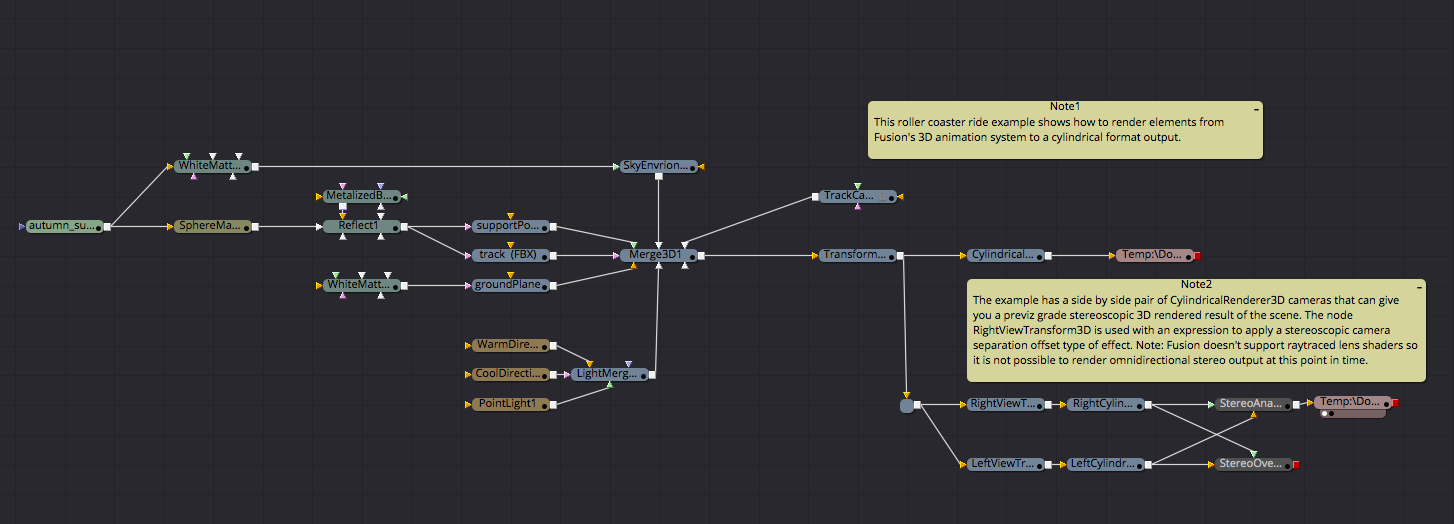 Note1
This roller coaster ride example shows how to render elements from
Fusion's 3D animation system to a cylindrical format output.
WhiteMatt...
SkyEnvrion...
MetalizedB...
TrackCa...
autumn_su...
SphereMa...
Reflect1
supportPo...
track (FBX)
Merge3D1
Transform...
Cylindrical...
Temp:\Do...
WhiteMatt...
groundPlane
Note2
The example has a side by side pair of CylindricalRenderer3D cameras that can give
you a previz grade stereoscopic 3D rendered result of the scene. The node
RightViewTransform3D is used with an expression to apply a stereoscopic camera
separation offset type of effect. Note: Fusion doesn't support raytraced lens shaders so
it is not possible to render omnidirectional stereo output at this point in time.
WarmDire...
CoolDirecti...
LightMerg...
PointLight1
RightViewT...
RightCylin...
StereoAna...
Temp:\Do...
LeftViewTr...
LeftCylindr...
StereoOve...